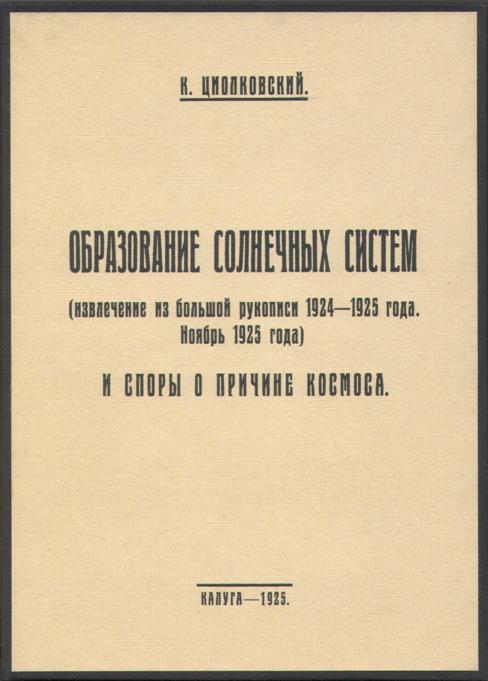 К. ЦИОЛКОВСКИЙ.
ОБРАЗОВАНИЕ СОЛНЕЧНЫХ СИСТЕМ
(извлечение из большой рукописи 1924—1925 года.
Ноябрь 1925 года)
И СПОРЫ О ПРИЧИНЕ КОСМОСА.
КАЛУГА—1925.